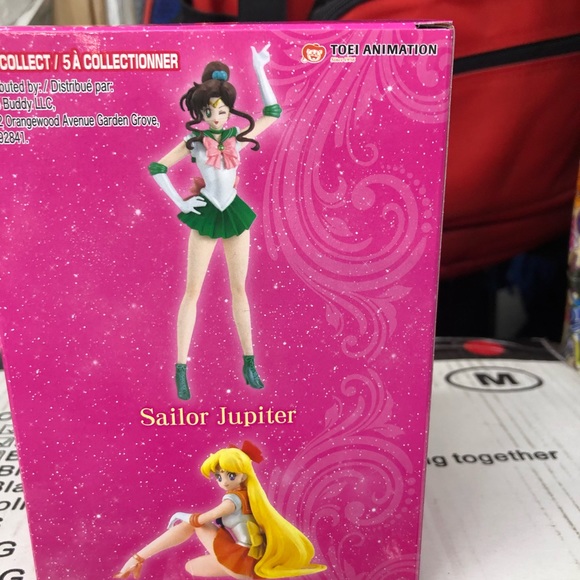 COLLECT / 5 À COLLECTIONNER
TOEI ANIMATION
buted by: / Distribué par:
Buddy LLC,
2 Orangewood Avenue Garden Grove,
92841.
Sailor Jupiter
M
g together